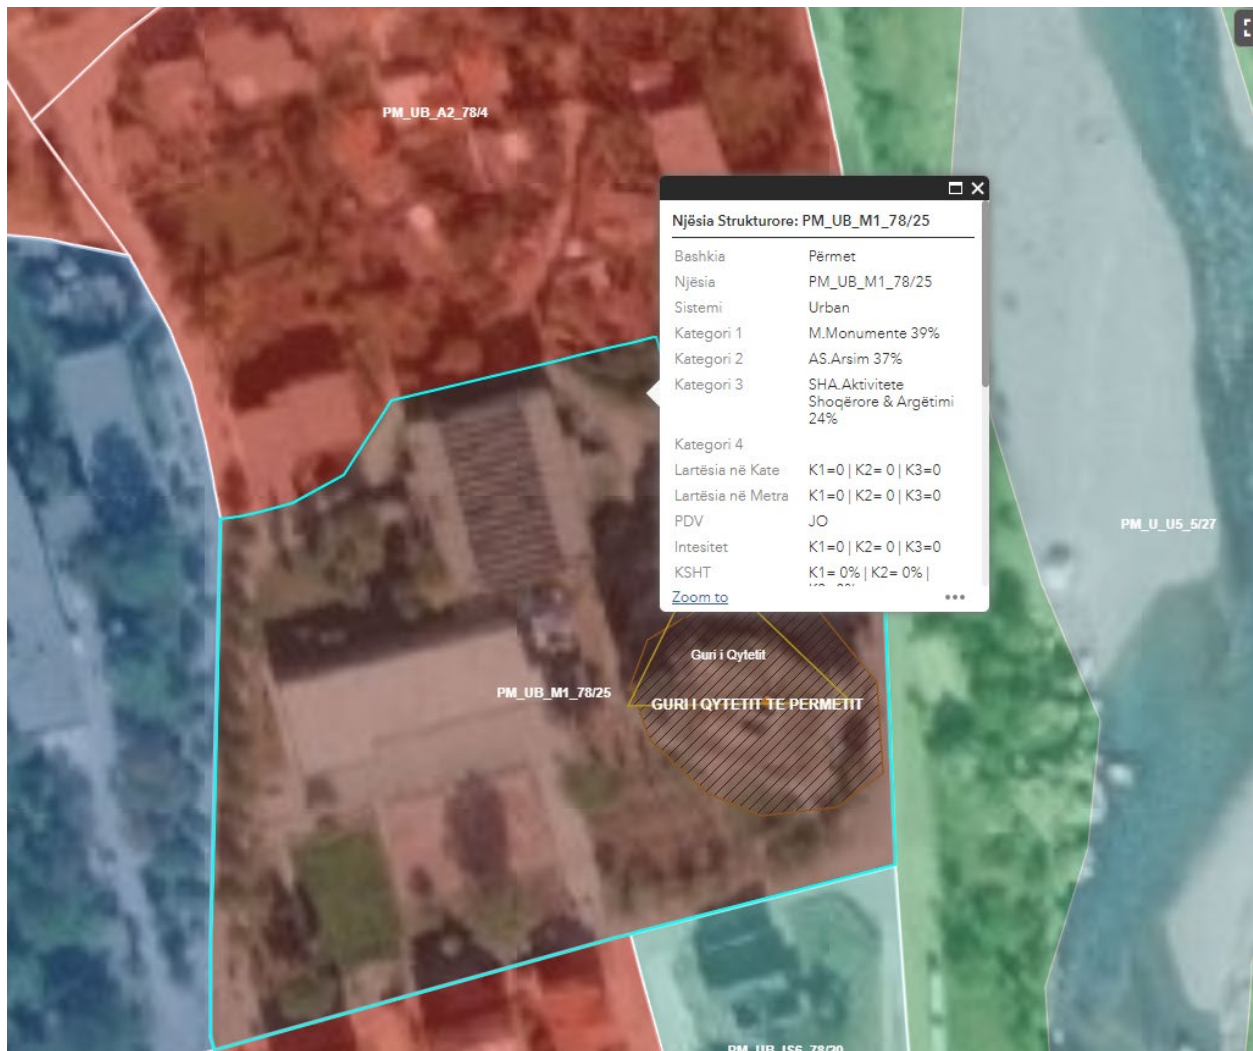 PM_UB_A2_78/4
Njësia Strukturore: PM_UB_M1_78/25
Bashkia Përmet
Njësia PM_UB_M1_78/25
Sistemi Urban
Kategori 1 M.Monumente 39%
Kategori 2 AS.Arsim 37%
Kategori 3 SHA.Aktivitete
Shoqërore & Argëtimi
24%
Kategori 4
Lartësia në Kate K1=0 | K2= 0 | K3=0
Lartësia në Metra K1=0 | K2= 0 | K3=0
PDV JO
Intesitet K1=0 | K2= 0 | K3=0
KSHT K1= 0% | K2= 0% |
Zoom to
PM_U_U5_5/27
Guri i Qytetit
PM_UB_M1_78/25
GURI I QYTETIT TE PERMETIT
PM_UB_IS6_78/20